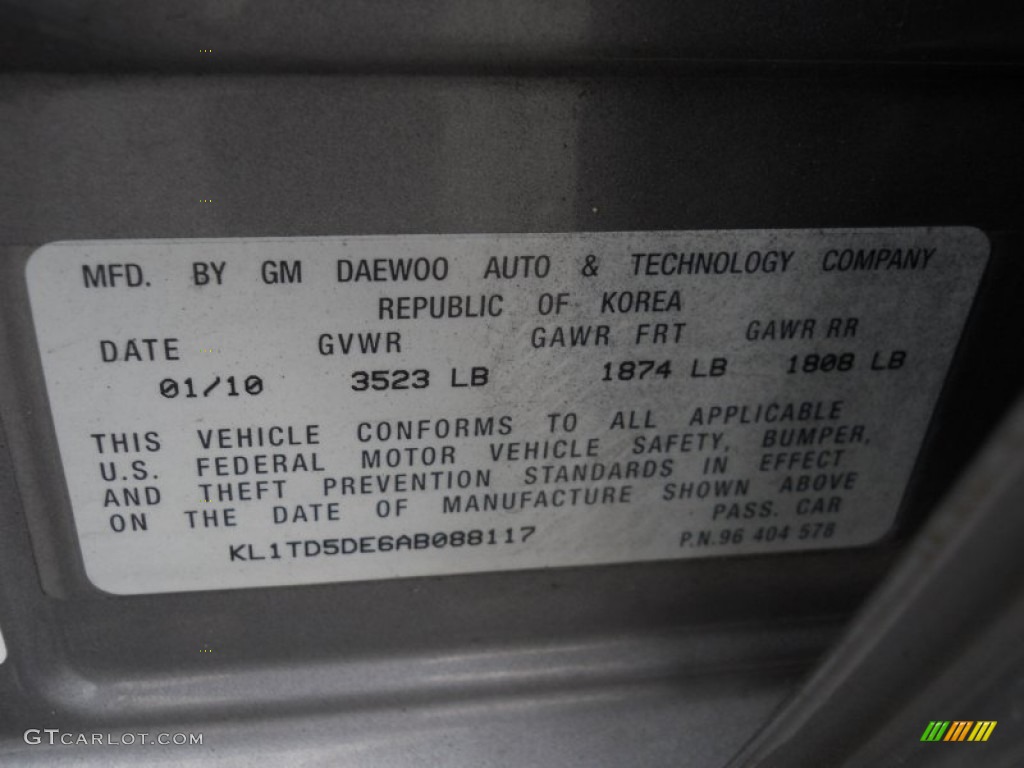 MFD. BY GM DAEWOO AUTO & TECHNOLOGY COMPANY
REPUBLIC OF KOREA
DATE GVWR GAWR FRT GAWR RR
01/10 3523 LB 1874 LB 1808 LB
THIS VEHICLE CONFORMS TO ALL APPLICABLE
U.S. FEDERAL MOTOR VEHICLE SAFETY, BUMPER,
AND THEFT PREVENTION STANDARDS IN EFFECT
ON THE DATE OF MANUFACTURE SHOWN ABOVE
PASS. CAR
KL1TD5DE6AB088117 P.N.96 404 578
GTCARLOT.COM